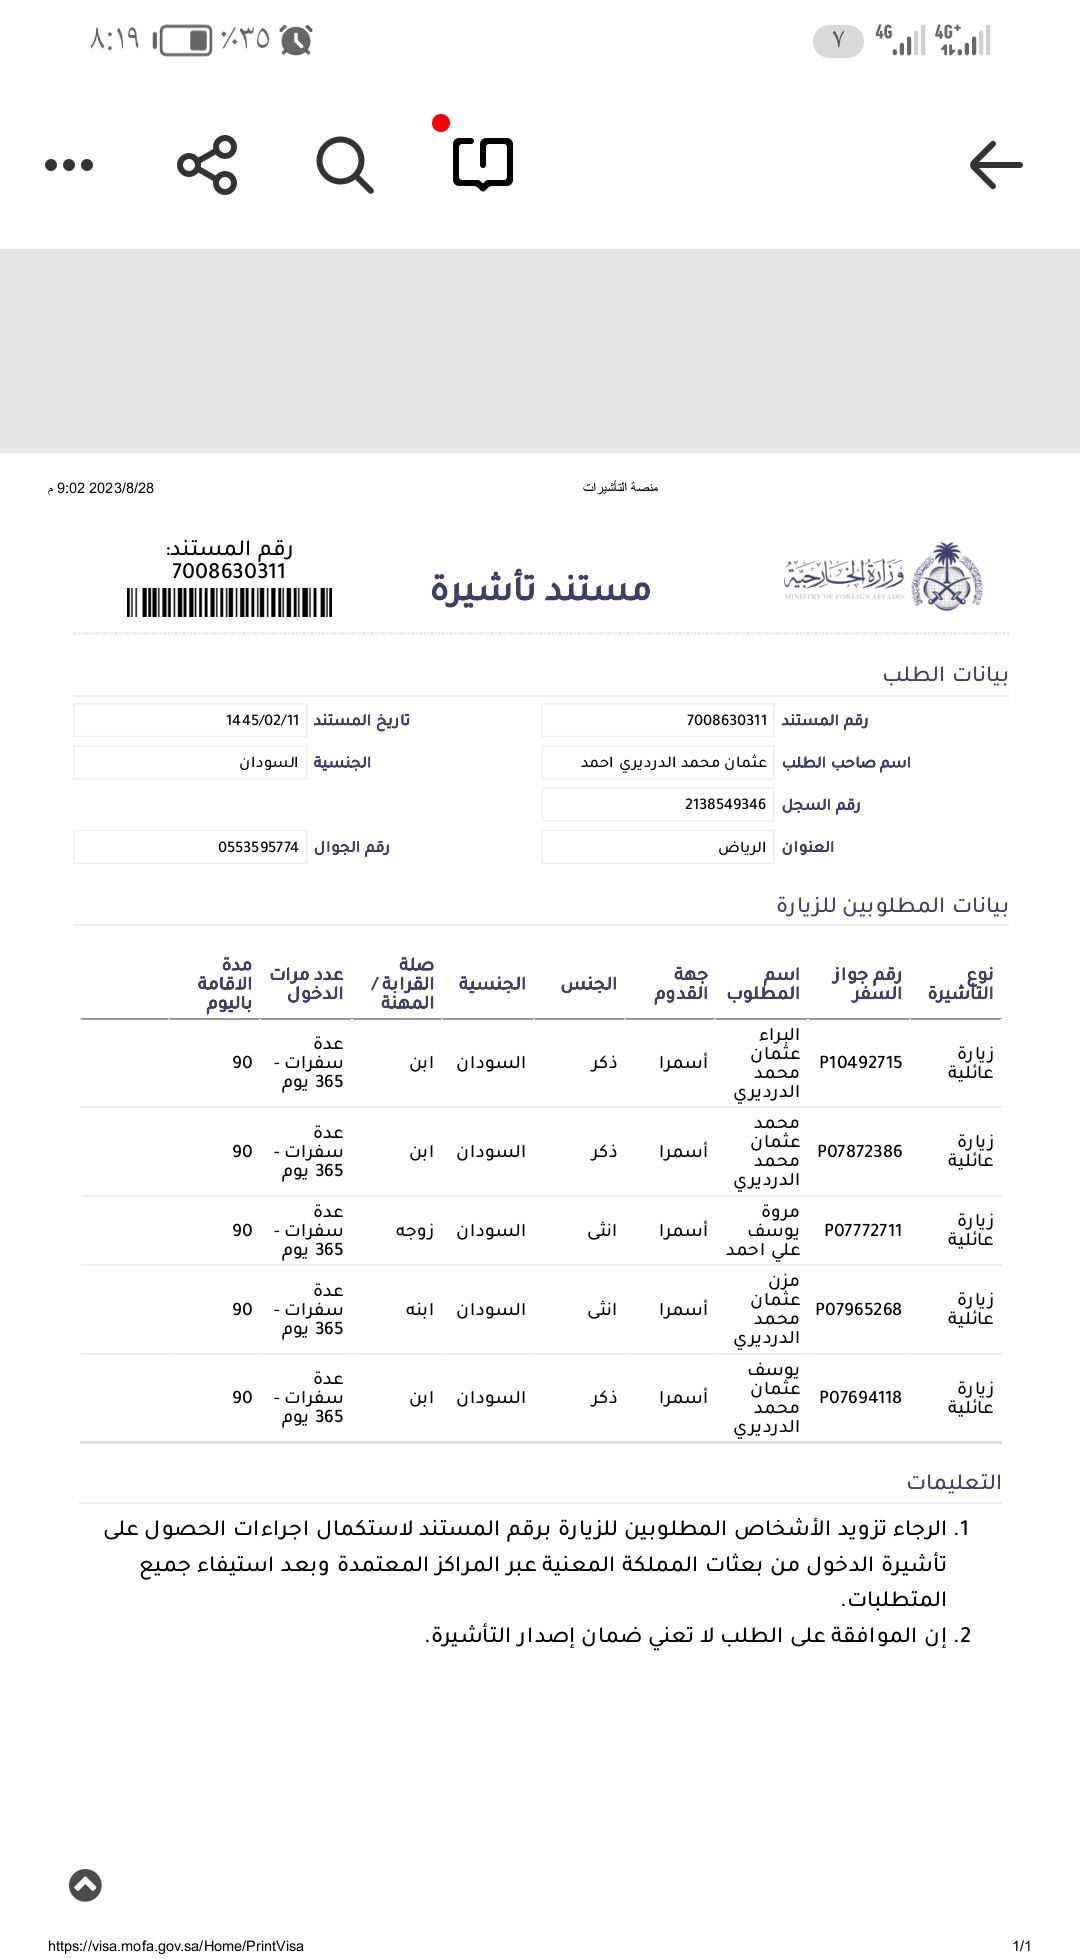 ٨:١٩ ٪٣٥ ٧ 4G 4G+
2023/8/28 9:02 م منصة التأشيرات
رقم المستند:
7008630311
مستند تأشيرة
وزارة الخارجية
MINISTRY OF FOREIGN AFFAIRS
بيانات الطلب
رقم المستند 7008630311 تاريخ المستند 1445/02/11
اسم صاحب الطلب عثمان محمد الدرديري احمد الجنسية السودان
رقم السجل 2138549346
العنوان الرياض رقم الجوال 0553595774
بيانات المطلوبين للزيارة
نوع التأشيرة رقم جواز السفر اسم المطلوب جهة القدوم الجنس الجنسية صلة القرابة / المهنة عدد مرات الدخول مدة الاقامة باليوم
زيارة عائلية P10492715 البراء عثمان محمد الدرديري أسمرا ذكر السودان ابن عدة سفرات - 365 يوم 90
زيارة عائلية P07872386 محمد عثمان محمد الدرديري أسمرا ذكر السودان ابن عدة سفرات - 365 يوم 90
زيارة عائلية P07772711 مروة يوسف علي احمد أسمرا انثى السودان زوجه عدة سفرات - 365 يوم 90
زيارة عائلية P07965268 مزن عثمان محمد الدرديري أسمرا انثى السودان ابنه عدة سفرات - 365 يوم 90
زيارة عائلية P07694118 يوسف عثمان محمد الدرديري أسمرا ذكر السودان ابن عدة سفرات - 365 يوم 90
التعليمات
1. الرجاء تزويد الأشخاص المطلوبين للزيارة برقم المستند لاستكمال اجراءات الحصول على
تأشيرة الدخول من بعثات المملكة المعنية عبر المراكز المعتمدة وبعد استيفاء جميع
المتطلبات.
2. إن الموافقة على الطلب لا تعني ضمان إصدار التأشيرة.
https://visa.mofa.gov.sa/Home/PrintVisa 1/1